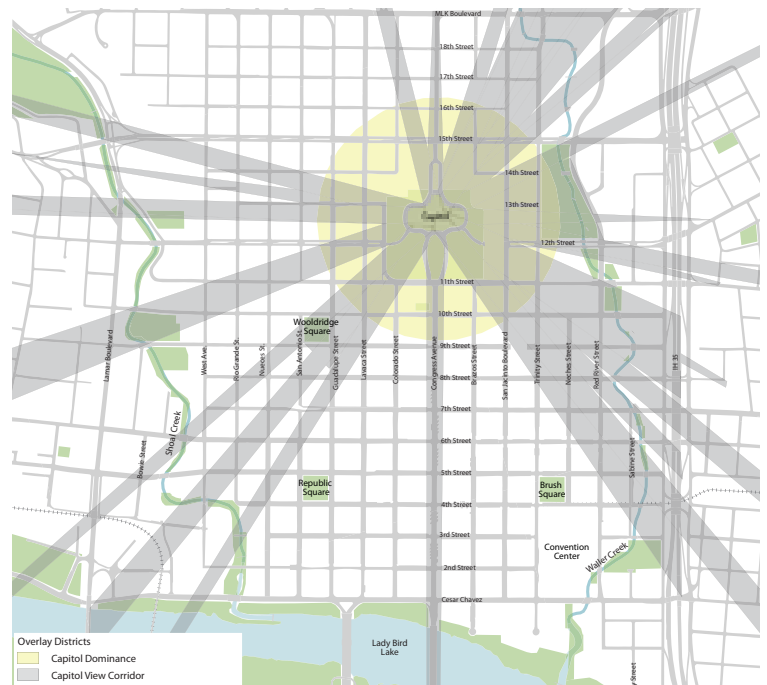 MLK Boulevard
18th Street
17th Street
16th Street
15th Street
14th Street
13th Street
12th Street
11th Street
10th Street
Wooldridge
Square
9th Street
8th Street
Lamar Boulevard
West Ave.
Rio Grande St.
Nueces St.
San Antonio St.
Guadalupe Street
Lavaca Street
Colorado Street
Congress Avenue
Brazos Street
San Jacinto Boulevard
Trinity Street
Neches Street
Red River Street
IH 35
7th Street
6th Street
Bowie Street
Shoal Creek
Sabine Street
5th Street
Republic
Square
Brush
Square
4th Street
3rd Street
Convention
Center
Waller Creek
2nd Street
Cesar Chavez
Lady Bird
Lake
Overlay Districts
Capitol Dominance
Capitol View Corridor